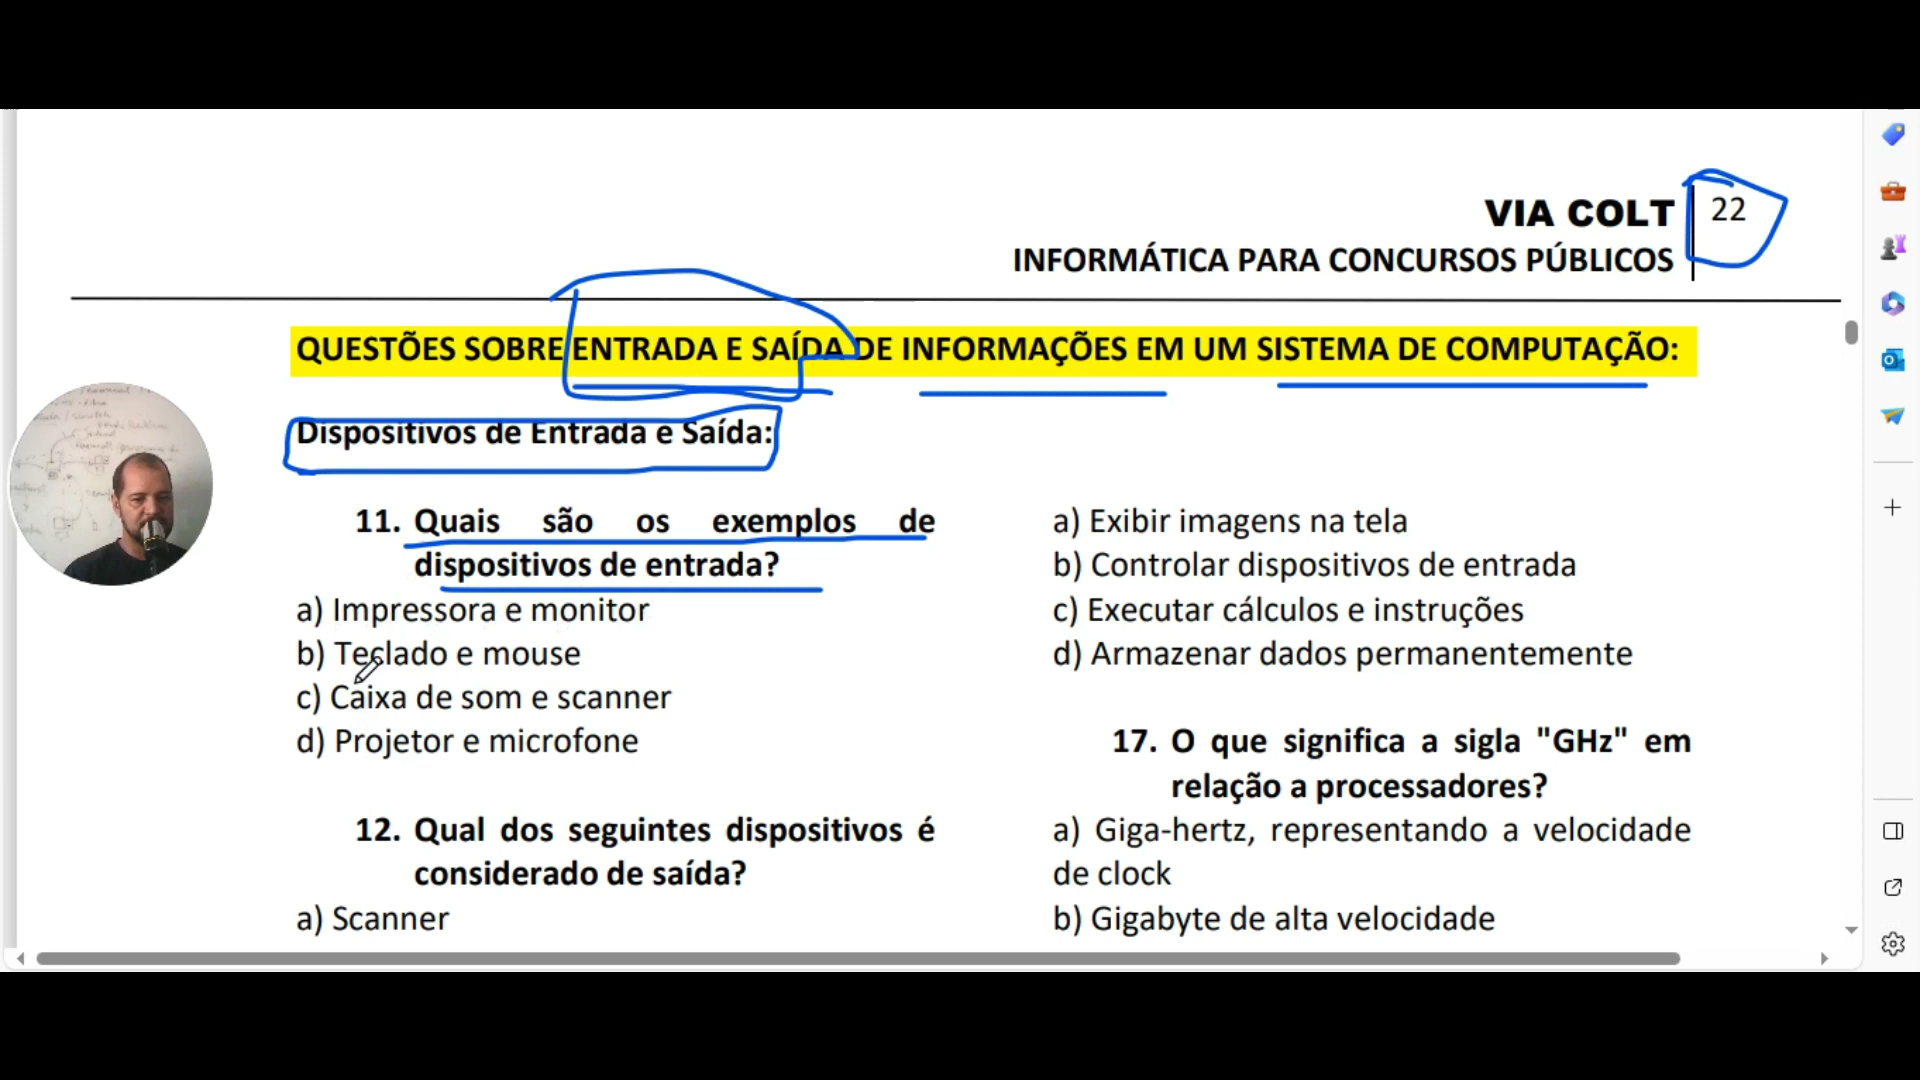 VIA COLT 22
INFORMÁTICA PARA CONCURSOS PÚBLICOS
QUESTÕES SOBRE ENTRADA E SAÍDA DE INFORMAÇÕES EM UM SISTEMA DE COMPUTAÇÃO:
Dispositivos de Entrada e Saída:
11. Quais são os exemplos de
dispositivos de entrada?
a) Impressora e monitor
b) Teclado e mouse
c) Caixa de som e scanner
d) Projetor e microfone
12. Qual dos seguintes dispositivos é
considerado de saída?
a) Scanner
a) Exibir imagens na tela
b) Controlar dispositivos de entrada
c) Executar cálculos e instruções
d) Armazenar dados permanentemente
17. O que significa a sigla "GHz" em
relação a processadores?
a) Giga-hertz, representando a velocidade
de clock
b) Gigabyte de alta velocidade